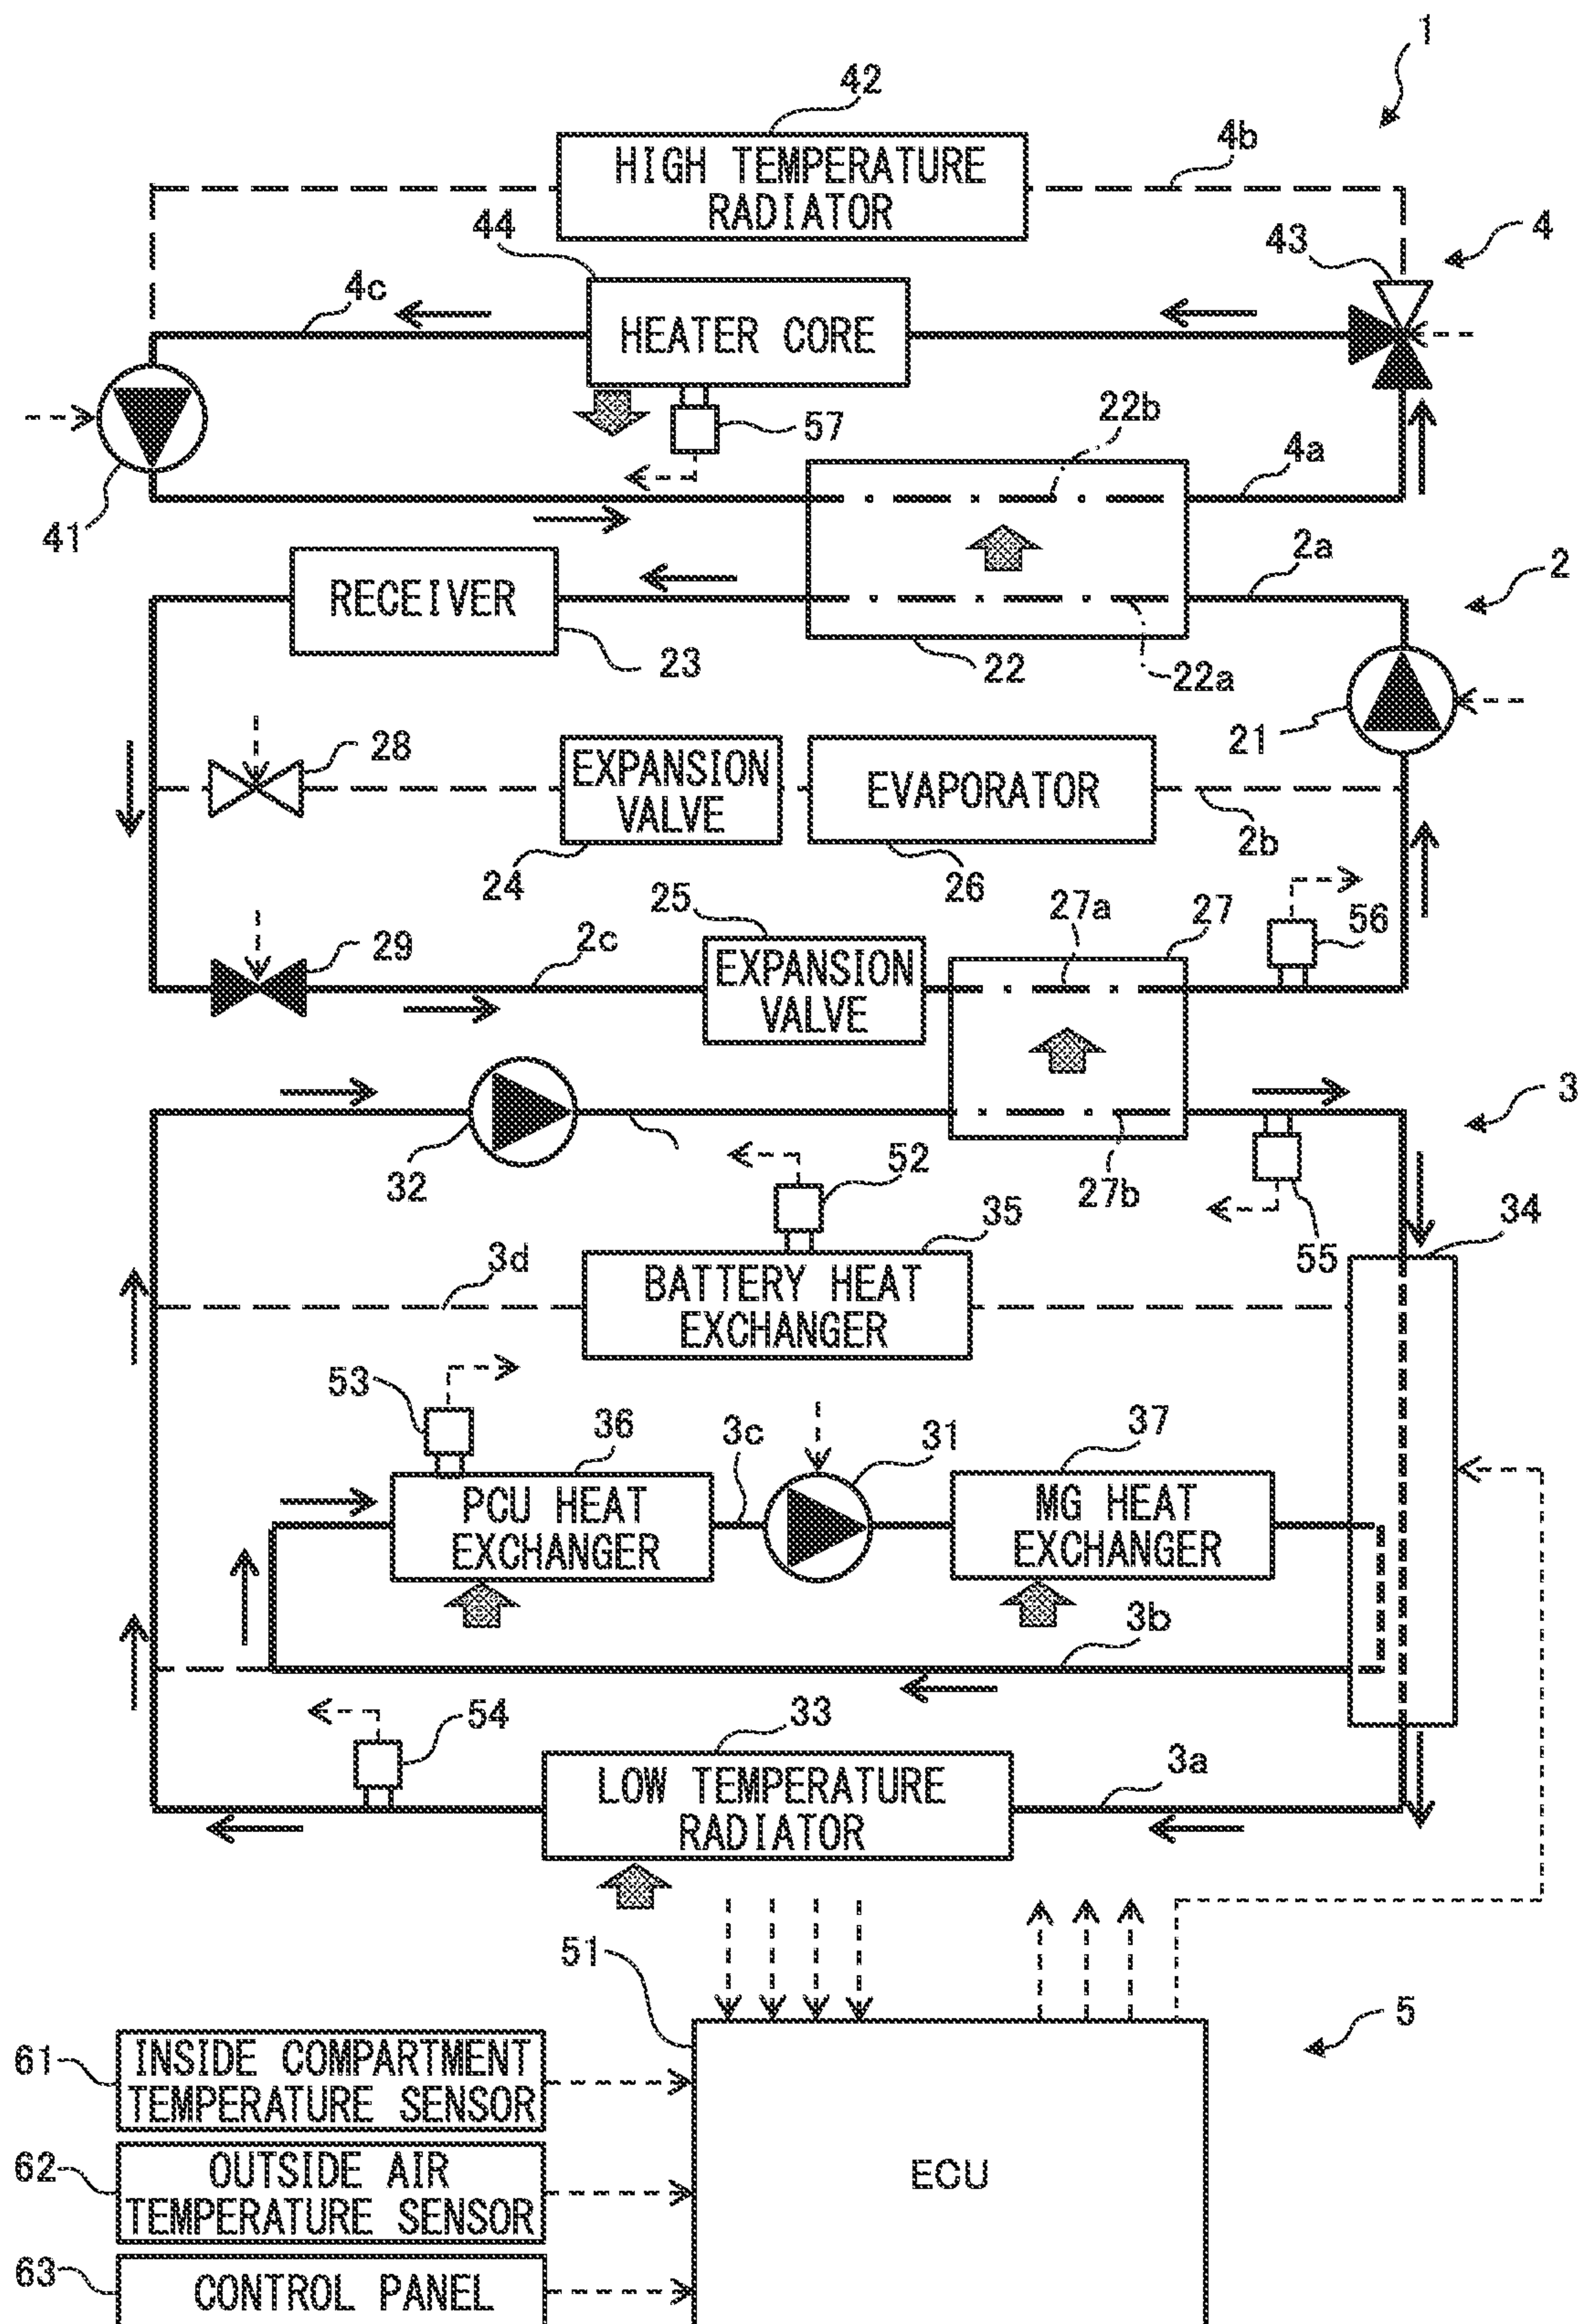 1
42
4b
HIGH TEMPERATURE
RADIATOR
44
43
4
4c
HEATER CORE
57
22b
4a
41
2a
2
RECEIVER
23
22
22a
21
28
EXPANSION
VALVE
EVAPORATOR
24
26
2b
25
27a
27
56
29
2c
EXPANSION
VALVE
3
32
52
27b
35
34
55
3d
BATTERY HEAT
EXCHANGER
53
36
3c
31
37
PCU HEAT
EXCHANGER
MG HEAT
EXCHANGER
3b
54
33
3a
LOW TEMPERATURE
RADIATOR
51
5
61
INSIDE COMPARTMENT
TEMPERATURE SENSOR
62
OUTSIDE AIR
TEMPERATURE SENSOR
ECU
63
CONTROL PANEL